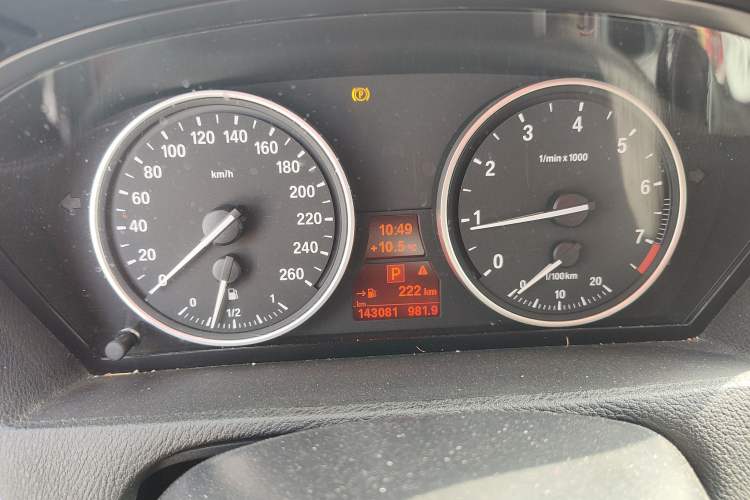 0 20 40 60 80 100 120 140 160 180 200 220 240 260
km/h
0 1/2 1
P
10:49
+10.5°C
P
222 km
km
143081 981.9
0 1 2 3 4 5 6 7
1/min x 1000
l/100km
0 10 20